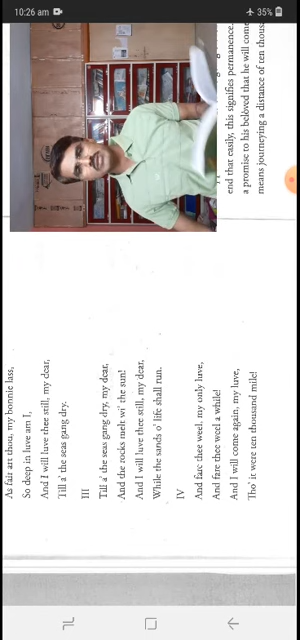 10:26 am
35%
As fair art thou, my bonnie lass,
So deep in luve am I,
And I will luve thee still, my dear,
Till a' the seas gang dry.
III
Till a' the seas gang dry, my dear,
And the rocks melt wi' the sun!
And I will luve thee still, my dear,
While the sands o' life shall run.
IV
And fare thee weel, my only luve,
And fare thee weel a while!
And I will come again, my luve,
Tho' it were ten thousand mile!
end that easily, this signifies permanence.
a promise to his beloved that he will come
means journeying a distance of ten thous